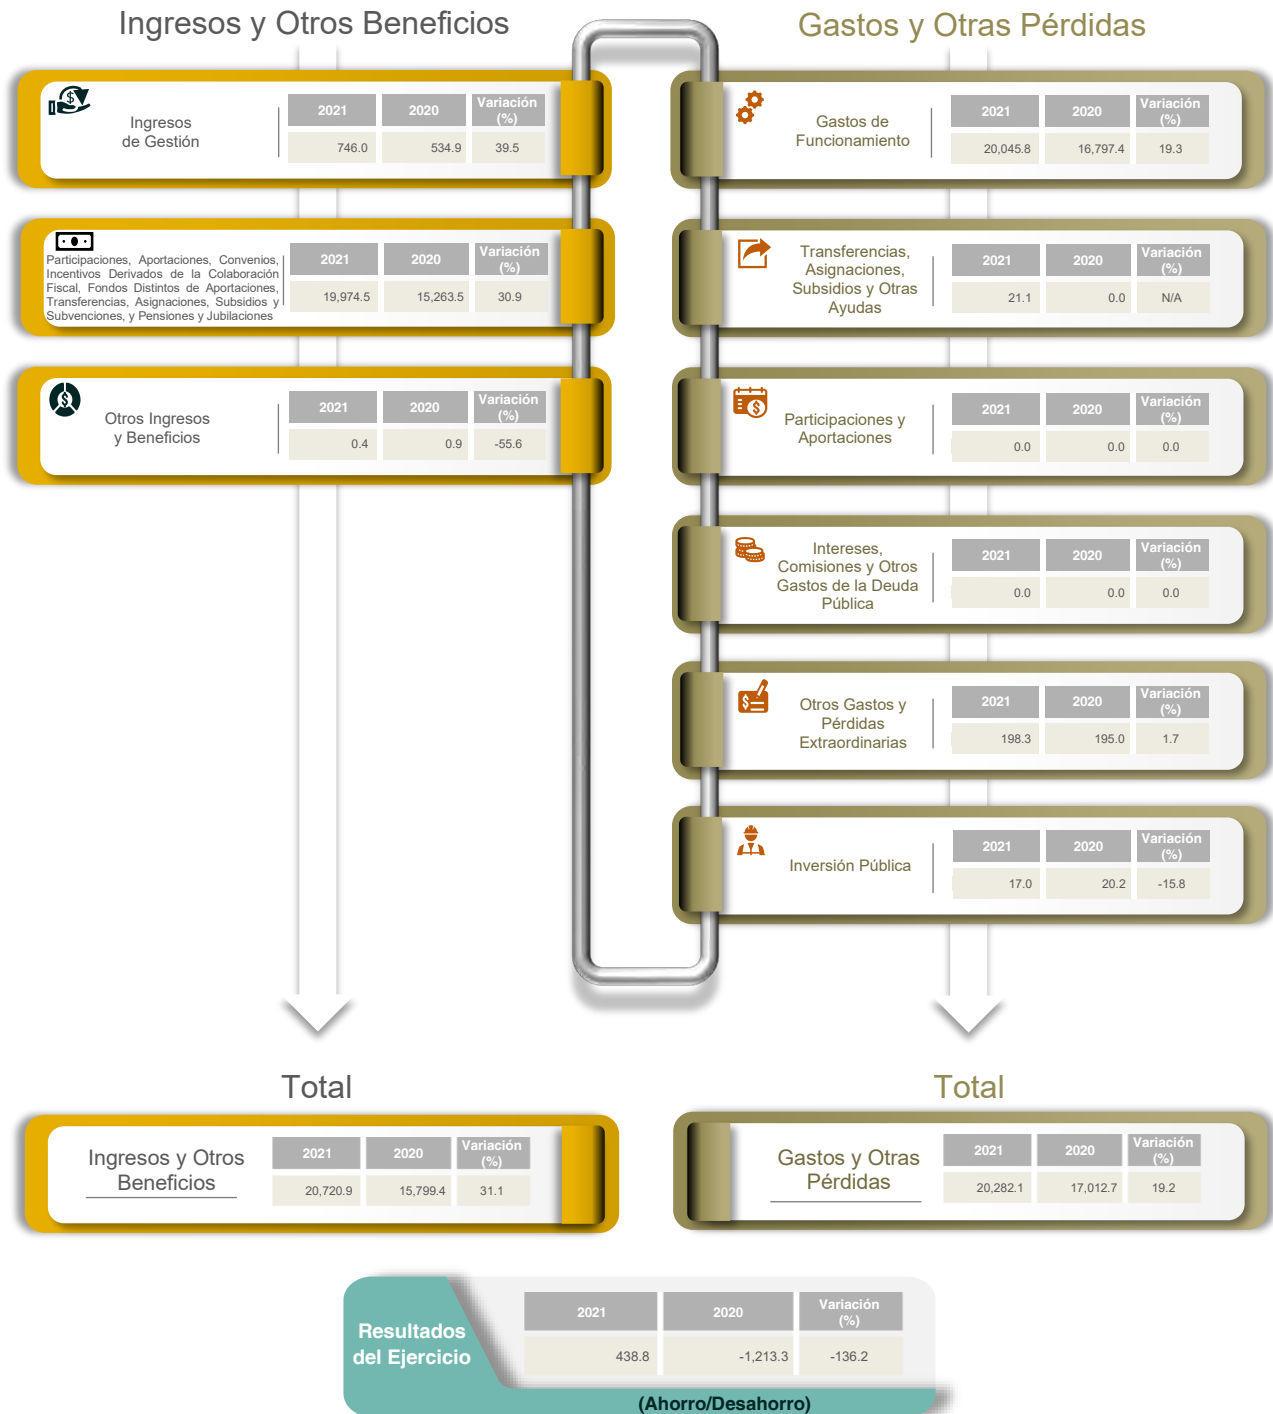 Ingresos y Otros Beneficios
Ingresos
de Gestión
2021 2020 Variación (%)
746.0 534.9 39.5
Participaciones, Aportaciones, Convenios,
Incentivos Derivados de la Colaboración
Fiscal, Fondos Distintos de Aportaciones,
Transferencias, Asignaciones, Subsidios y
Subvenciones, y Pensiones y Jubilaciones
2021 2020 Variación (%)
19,974.5 15,263.5 30.9
Otros Ingresos
y Beneficios
2021 2020 Variación (%)
0.4 0.9 -55.6
Total
Ingresos y Otros
Beneficios
2021 2020 Variación (%)
20,720.9 15,799.4 31.1
Gastos y Otras Pérdidas
Gastos de
Funcionamiento
2021 2020 Variación (%)
20,045.8 16,797.4 19.3
Transferencias,
Asignaciones,
Subsidios y Otras
Ayudas
2021 2020 Variación (%)
21.1 0.0 N/A
Participaciones y
Aportaciones
2021 2020 Variación (%)
0.0 0.0 0.0
Intereses,
Comisiones y Otros
Gastos de la Deuda
Pública
2021 2020 Variación (%)
0.0 0.0 0.0
Otros Gastos y
Pérdidas
Extraordinarias
2021 2020 Variación (%)
198.3 195.0 1.7
Inversión Pública
2021 2020 Variación (%)
17.0 20.2 -15.8
Total
Gastos y Otras
Pérdidas
2021 2020 Variación (%)
20,282.1 17,012.7 19.2
Resultados
del Ejercicio
2021 2020 Variación (%)
438.8 -1,213.3 -136.2
(Ahorro/Desahorro)